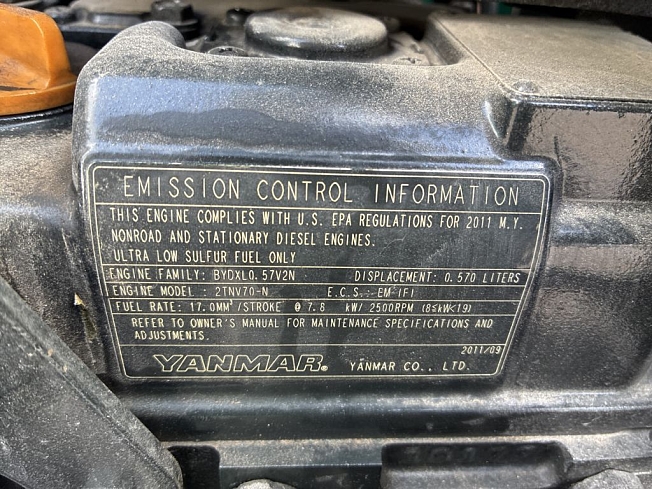 EMISSION CONTROL INFORMATION
THIS ENGINE COMPLIES WITH U.S. EPA REGULATIONS FOR 2011 M.Y.
NONROAD AND STATIONARY DIESEL ENGINES.
ULTRA LOW SULFUR FUEL ONLY
ENGINE FAMILY: BYDXL0.57V2N DISPLACEMENT: 0.570 LITERS
ENGINE MODEL : 2TNV70-N E.C.S.: EM IFI
FUEL RATE: 17.0MM³/STROKE @ 7.8 kW/ 2500RPM (8≤kW<19)
REFER TO OWNER'S MANUAL FOR MAINTENANCE SPECIFICATIONS AND
ADJUSTMENTS.
2011/09
YANMAR® YANMAR CO., LTD.